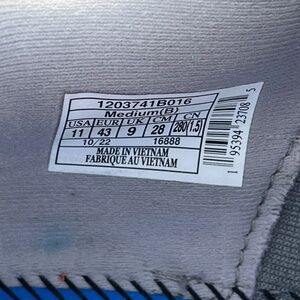 1203741B016
Medium(B)
USA EUR UK CM CN
11 43 9 28 280(1.5)
10/22 16888
MADE IN VIETNAM
FABRIQUE AU VIETNAM
1 95394 23708 5